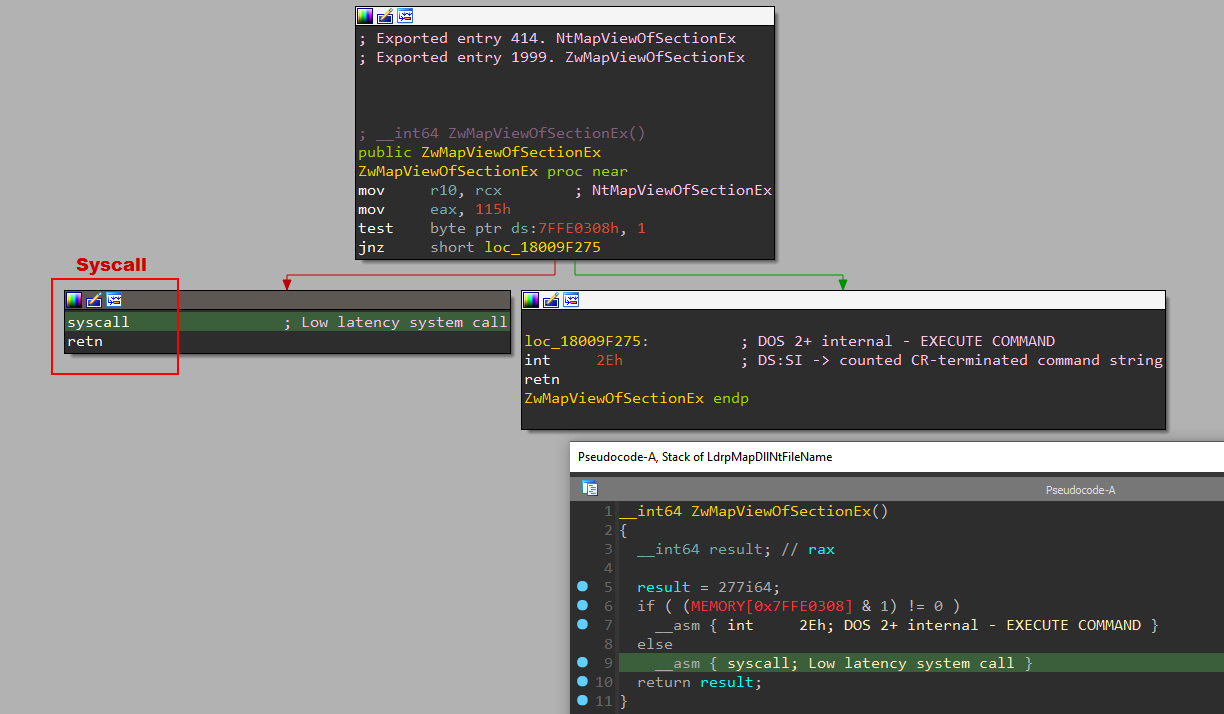 ; Exported entry 414. NtMapViewOfSectionEx
; Exported entry 1999. ZwMapViewOfSectionEx
; __int64 ZwMapViewOfSectionEx()
public ZwMapViewOfSectionEx
ZwMapViewOfSectionEx proc near
mov r10, rcx ; NtMapViewOfSectionEx
mov eax, 115h
test byte ptr ds:7FFE0308h, 1
jnz short loc_18009F275
Syscall
syscall ; Low latency system call
retn
loc_18009F275: ; DOS 2+ internal - EXECUTE COMMAND
int 2Eh ; DS:SI -> counted CR-terminated command string
retn
ZwMapViewOfSectionEx endp
Pseudocode-A, Stack of LdrpMapDllNtFileName
Pseudocode-A
1 __int64 ZwMapViewOfSectionEx()
2 {
3 __int64 result; // rax
4
5 result = 277i64;
6 if ( (MEMORY[0x7FFE0308] & 1) != 0 )
7 __asm { int 2Eh; DOS 2+ internal - EXECUTE COMMAND }
8 else
9 __asm { syscall; Low latency system call }
10 return result;
11 }